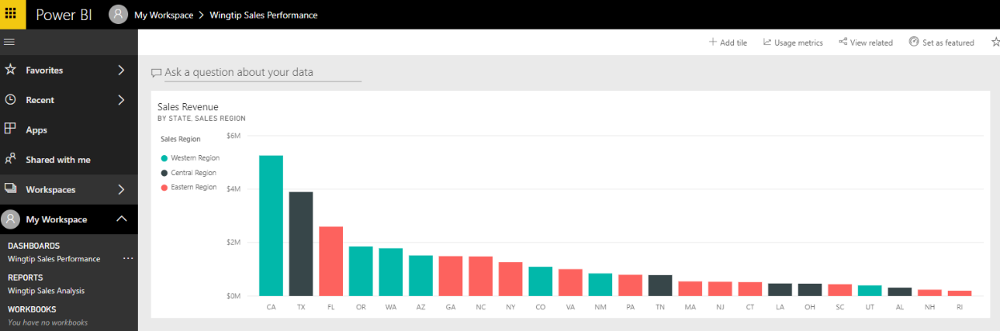 Power BI
My Workspace > Wingtip Sales Performance
Add tile
Usage metrics
View related
Set as featured
Favorites
Recent
Apps
Shared with me
Workspaces
My Workspace
DASHBOARDS
Wingtip Sales Performance ...
REPORTS
Wingtip Sales Analysis
WORKBOOKS
You have no workbooks
Ask a question about your data
Sales Revenue
BY STATE, SALES REGION
Sales Region
Western Region
Central Region
Eastern Region
$6M
$4M
$2M
$0M
CA TX FL OR WA AZ GA NC NY CO VA NM PA TN MA NJ CT LA OH SC UT AL NH RI